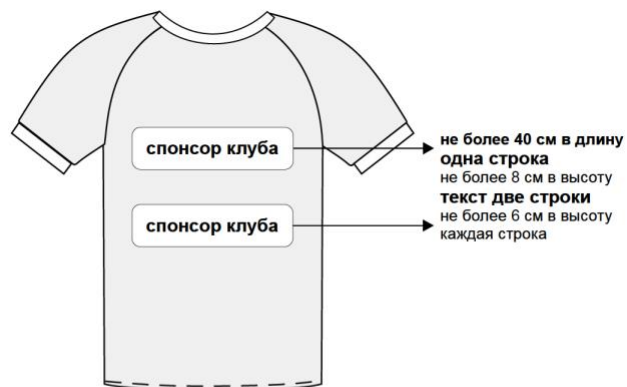 спонсор клуба
спонсор клуба
не более 40 см в длину
одна строка
не более 8 см в высоту
текст две строки
не более 6 см в высоту
каждая строка